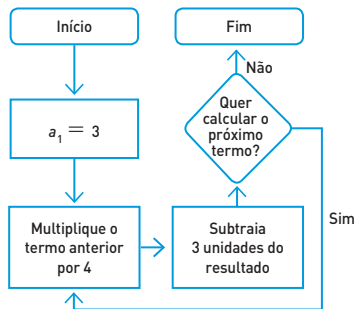 Início
Fim
Não
a₁ = 3
Quer
calcular o
próximo
termo?
Sim
Multiplique o
termo anterior
por 4
Subtraia
3 unidades do
resultado